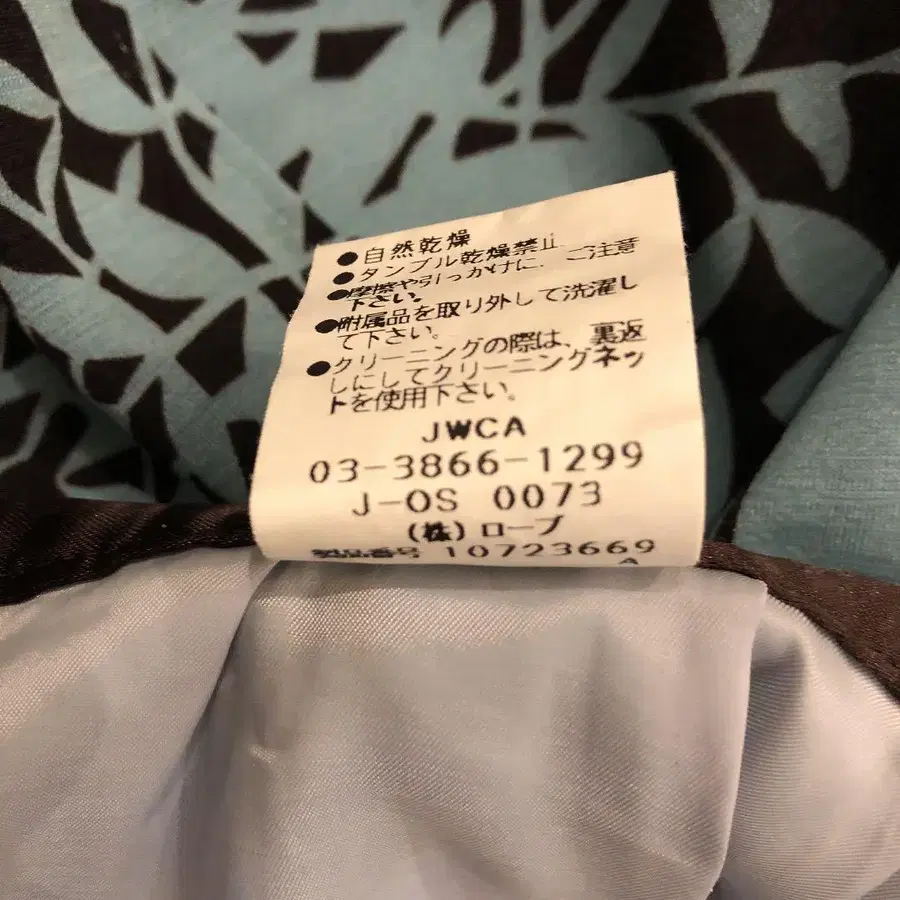 ●自然乾燥
●タンブル乾燥禁止
●摩擦や引っかけに、ご注意
下さい。
●附属品を取り外して洗濯し
て下さい。
●クリーニングの際は、裏返
しにしてクリーニングネッ
トを使用下さい。
JWCA
03-3866-1299
J-OS 0073
(株)ローブ
製品番号 10723669
A